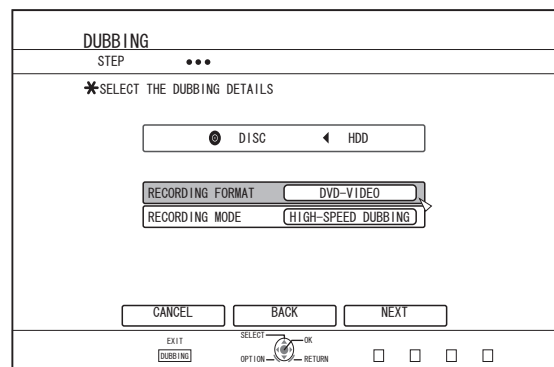 DUBBING
STEP
✱SELECT THE DUBBING DETAILS
DISC ◀ HDD
RECORDING FORMAT DVD-VIDEO
RECORDING MODE HIGH-SPEED DUBBING
CANCEL BACK NEXT
EXIT SELECT OK
DUBBING OPTION RETURN